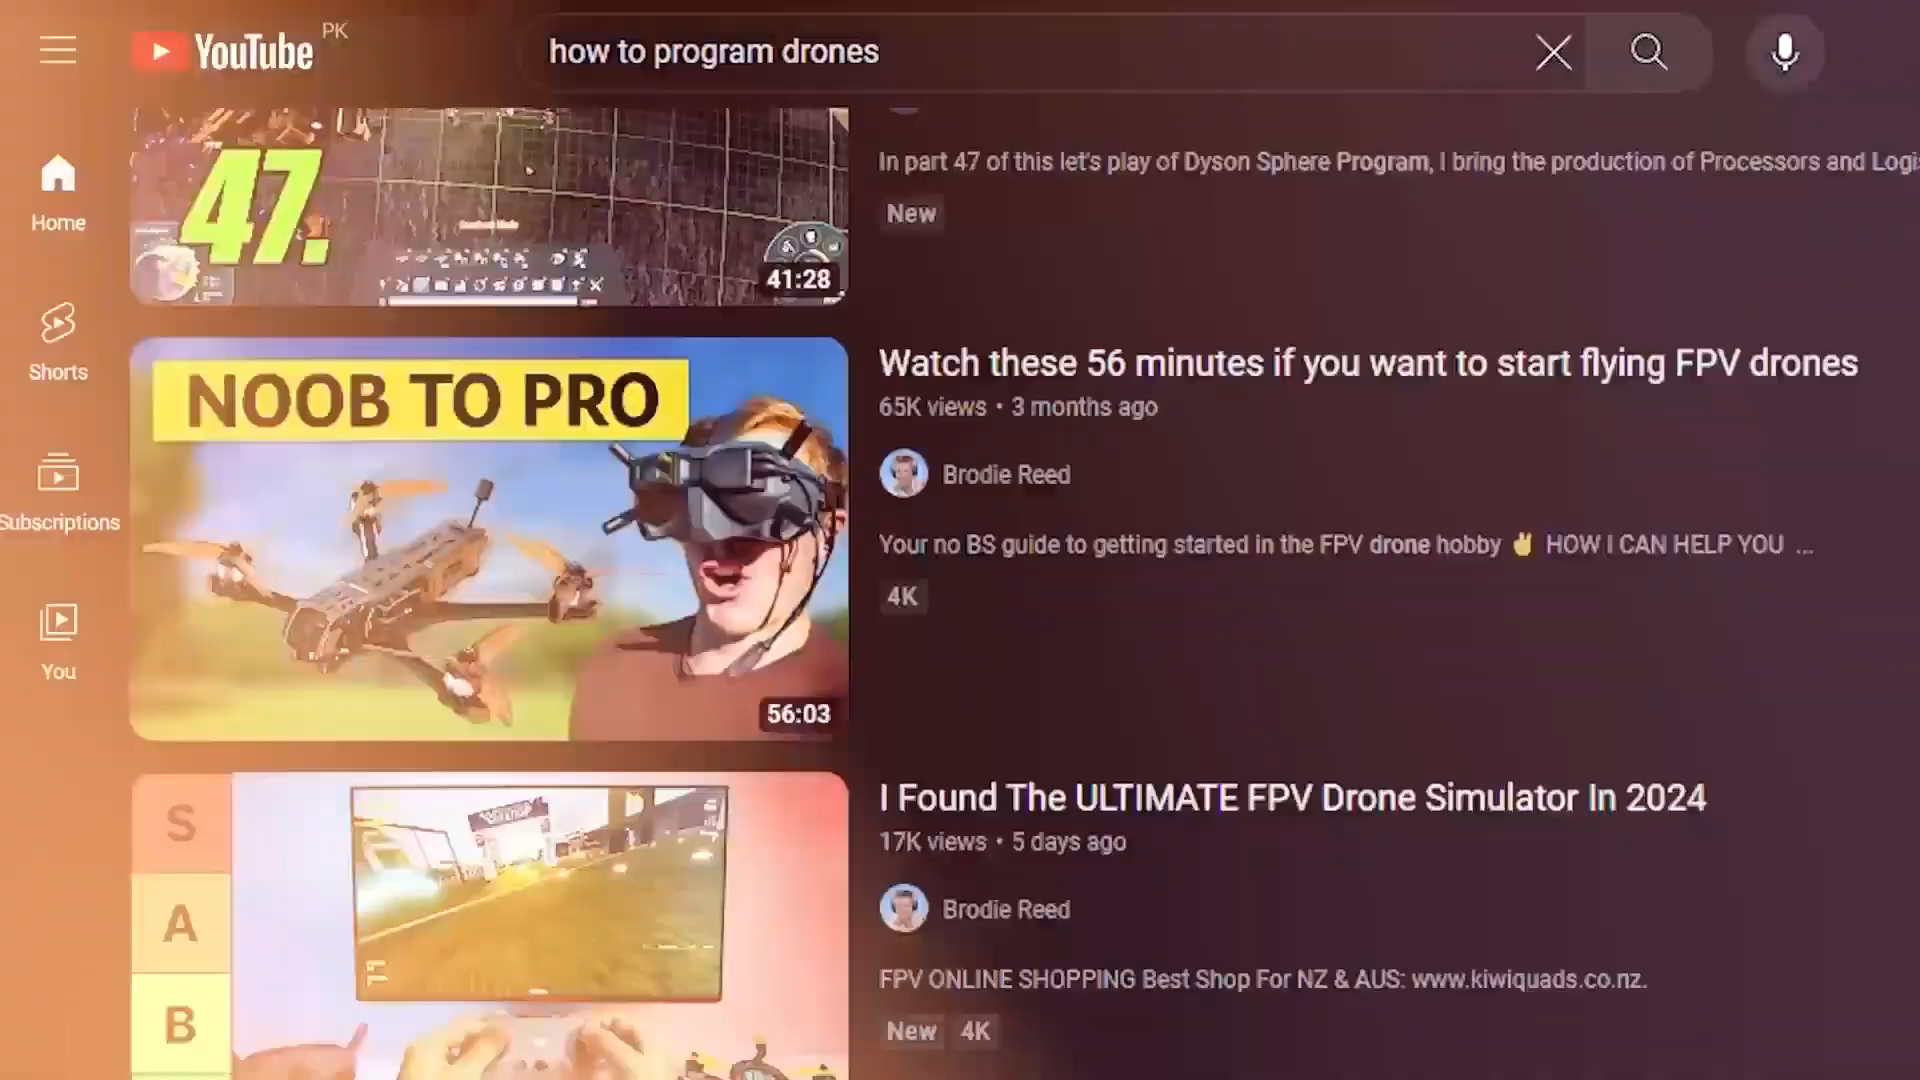 YouTube PK
how to program drones
Home
Shorts
Subscriptions
You
47.
41:28
In part 47 of this let's play of Dyson Sphere Program, I bring the production of Processors and
New
NOOB TO PRO
56:03
Watch these 56 minutes if you want to start flying FPV drones
65K views • 3 months ago
Brodie Reed
Your no BS guide to getting started in the FPV drone hobby ✌️ HOW I CAN HELP YOU ...
4K
S
A
B
I Found The ULTIMATE FPV Drone Simulator In 2024
17K views • 5 days ago
Brodie Reed
FPV ONLINE SHOPPING Best Shop For NZ & AUS: www.kiwiquads.co.nz.
New 4K